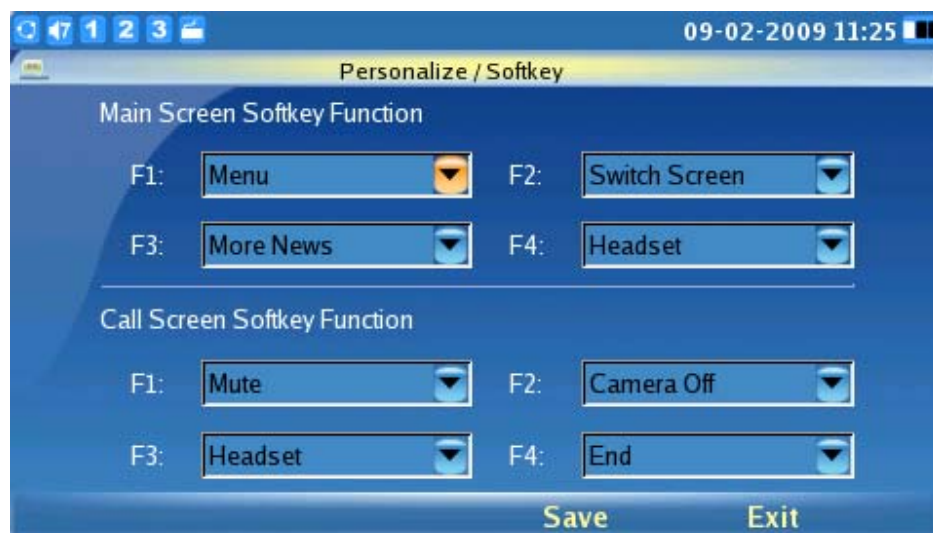 7 1 2 3 09-02-2009 11:25
Personalize / Softkey
Main Screen Softkey Function
F1: Menu F2: Switch Screen
F3: More News F4: Headset
Call Screen Softkey Function
F1: Mute F2: Camera Off
F3: Headset F4: End
Save Exit